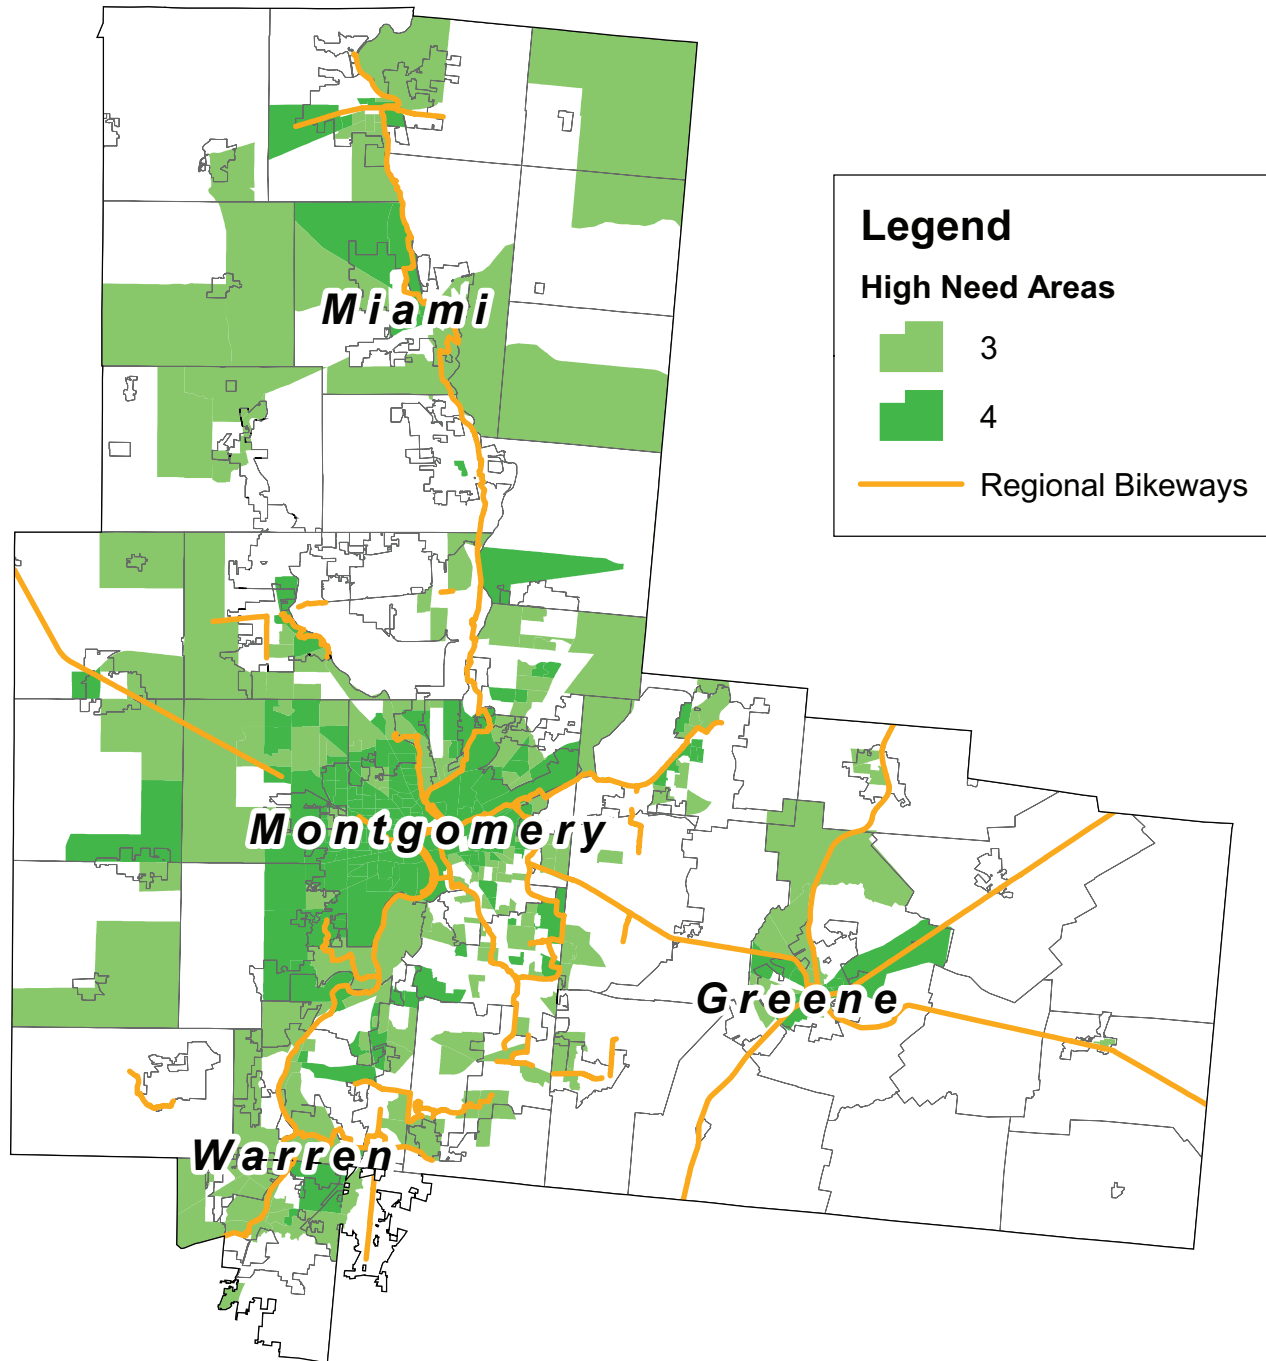 Legend
High Need Areas
3
4
Regional Bikeways
Miami
Montgomery
Greene
Warren